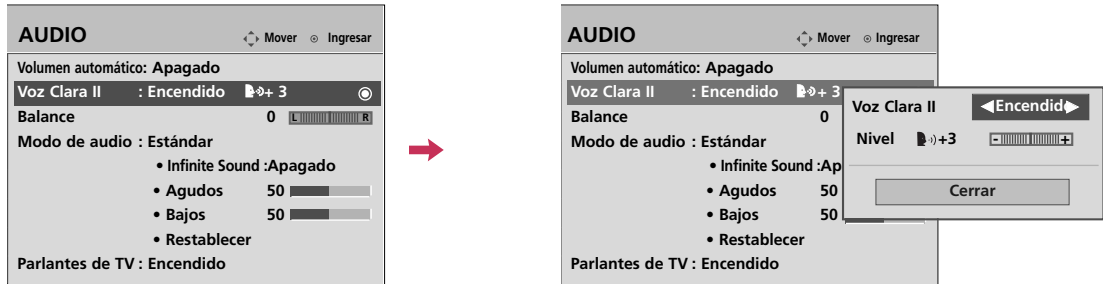 AUDIO Mover Ingresar
Volumen automático: Apagado
Voz Clara II : Encendido + 3
Balance 0 L R
Modo de audio : Estándar
• Infinite Sound :Apagado
• Agudos 50
• Bajos 50
• Restablecer
Parlantes de TV : Encendido
AUDIO Mover Ingresar
Volumen automático: Apagado
Voz Clara II : Encendido + 3
Balance 0
Modo de audio : Estándar
• Infinite Sound :Ap
• Agudos 50
• Bajos 50
• Restablecer
Parlantes de TV : Encendido
Voz Clara II ◀Encendid▶
Nivel +3 - +
Cerrar